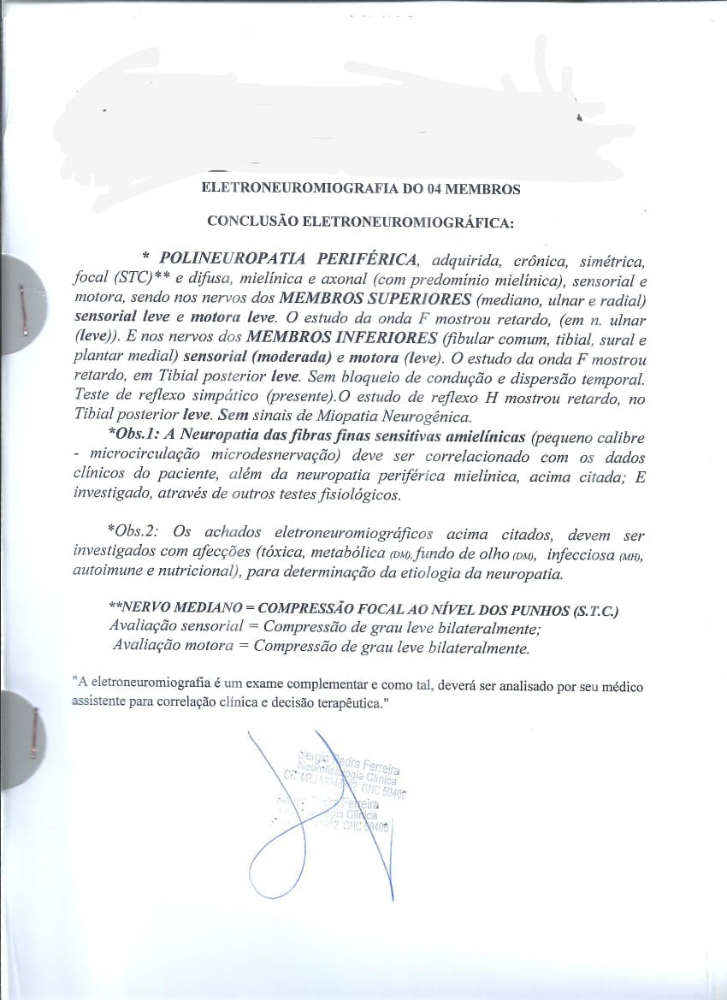 ELETRONEUROMIOGRAFIA DO 04 MEMBROS
CONCLUSÃO ELETRONEUROMIOGRÁFICA:
* POLINEUROPATIA PERIFÉRICA, adquirida, crônica, simétrica,
focal (STC)** e difusa, mielínica e axonal (com predomínio mielínica), sensorial e
motora, sendo nos nervos dos MEMBROS SUPERIORES (mediano, ulnar e radial)
sensorial leve e motora leve. O estudo da onda F mostrou retardo, (em n. ulnar
(leve)). E nos nervos dos MEMBROS INFERIORES (fibular comum, tibial, sural e
plantar medial) sensorial (moderada) e motora (leve). O estudo da onda F mostrou
retardo, em Tibial posterior leve. Sem bloqueio de condução e dispersão temporal.
Teste de reflexo simpático (presente).O estudo de reflexo H mostrou retardo, no
Tibial posterior leve. Sem sinais de Miopatia Neurogênica.
*Obs.1: A Neuropatia das fibras finas sensitivas amielínicas (pequeno calibre
- microcirculação microdesnervação) deve ser correlacionado com os dados
clínicos do paciente, além da neuropatia periférica mielínica, acima citada; E
investigado, através de outros testes fisiológicos.
*Obs.2: Os achados eletroneuromiográficos acima citados, devem ser
investigados com afecções (tóxica, metabólica (DM), fundo de olho (DM), infecciosa (MH),
autoimune e nutricional), para determinação da etiologia da neuropatia.
**NERVO MEDIANO = COMPRESSÃO FOCAL AO NÍVEL DOS PUNHOS (S.T.C.)
Avaliação sensorial = Compressão de grau leve bilateralmente;
Avaliação motora = Compressão de grau leve bilateralmente.
"A eletroneuromiografia é um exame complementar e como tal, deverá ser analisado por seu médico
assistente para correlação clínica e decisão terapêutica."
Sergio Pedra Ferreira
Neurofisiologia Clínica
CNC 59406
Ferreira
Clínica
CNC 59406